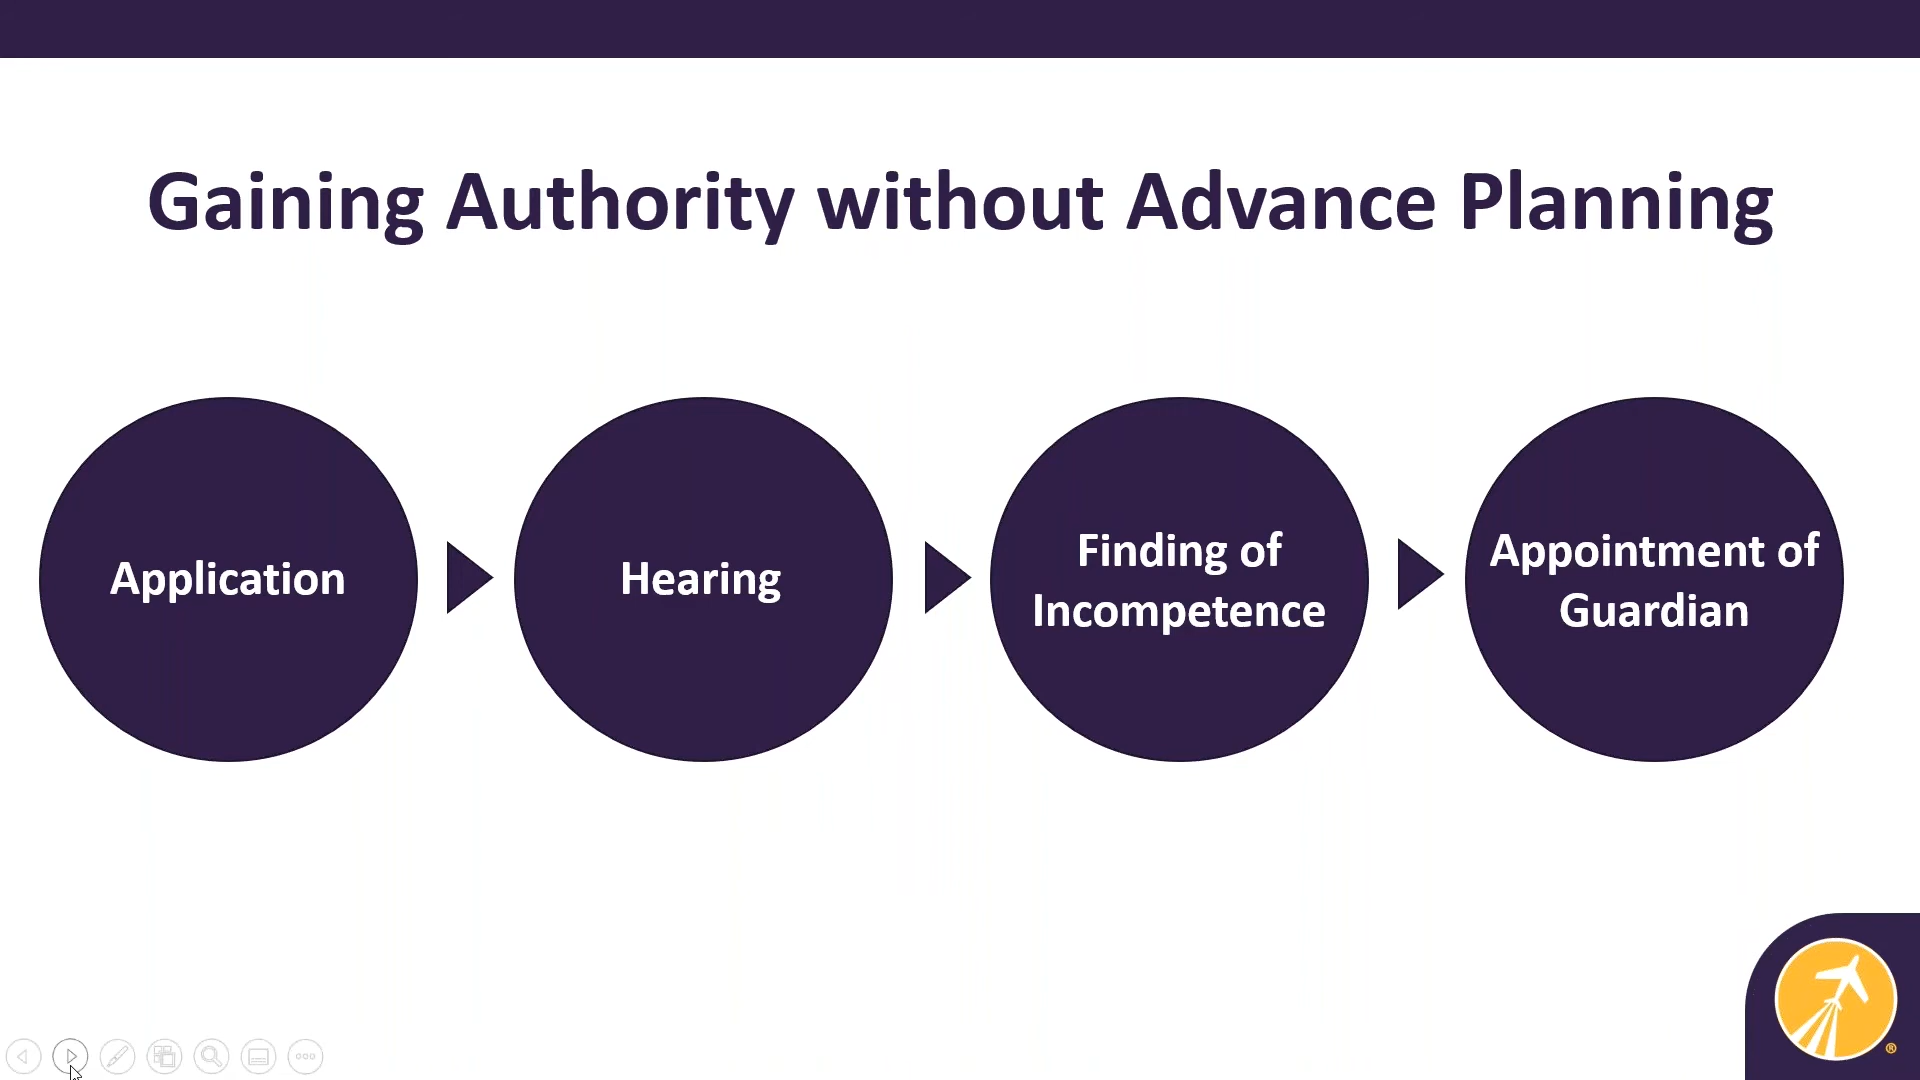 Gaining Authority without Advance Planning
Application
Hearing
Finding of
Incompetence
Appointment of
Guardian
®